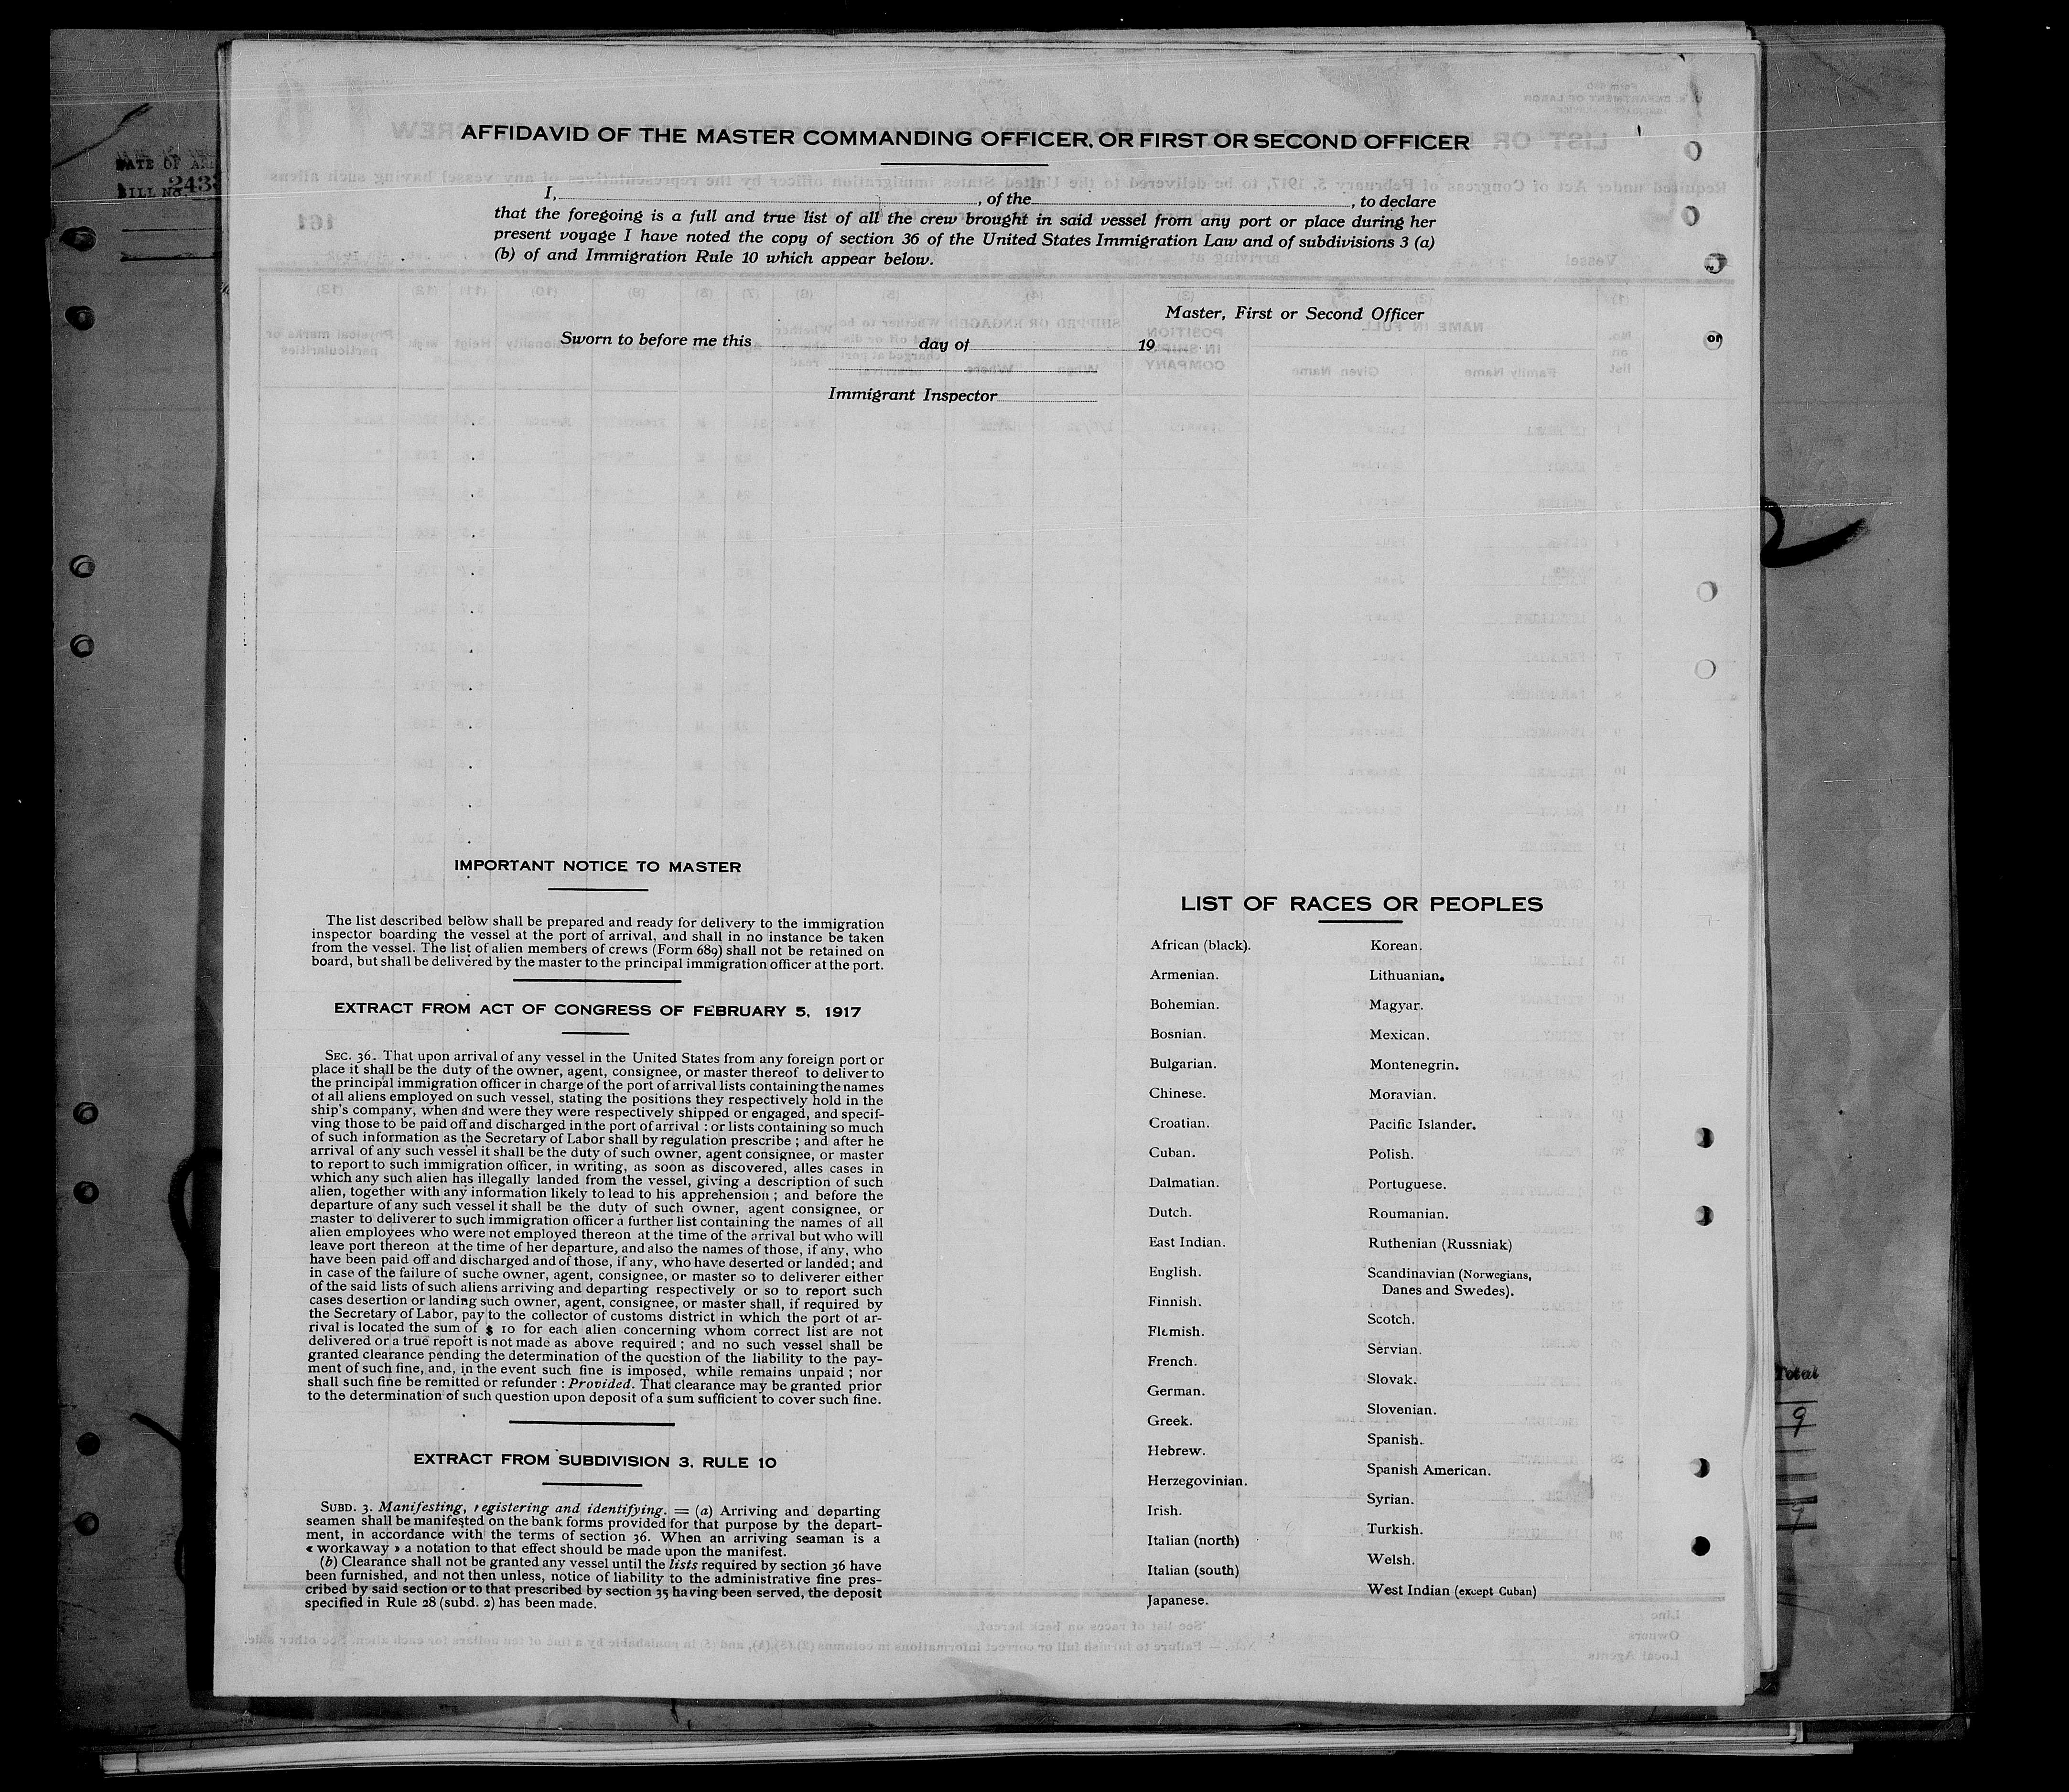 AFFIDAVID OF THE MASTER COMMANDING OFFICER, OR FIRST OR SECOND OFFICER
I, , of the , to declare
that the foregoing is a full and true list of all the crew brought in said vessel from any port or place during her
present voyage I have noted the copy of section 36 of the United States Immigration Law and of subdivisions 3 (a)
(b) of and Immigration Rule 10 which appear below.
Master, First or Second Officer
Sworn to before me this day of 19
Immigrant Inspector
IMPORTANT NOTICE TO MASTER
The list described below shall be prepared and ready for delivery to the immigration
inspector boarding the vessel at the port of arrival, and shall in no instance be taken
from the vessel. The list of alien members of crews (Form 689) shall not be retained on
board, but shall be delivered by the master to the principal immigration officer at the port.
EXTRACT FROM ACT OF CONGRESS OF FEBRUARY 5, 1917
SEC. 36. That upon arrival of any vessel in the United States from any foreign port or
place it shall be the duty of the owner, agent, consignee, or master thereof to deliver to
the principal immigration officer in charge of the port of arrival lists containing the names
of all aliens employed on such vessel, stating the positions they respectively hold in the
ship's company, when and were they were respectively shipped or engaged, and specif-
ving those to be paid off and discharged in the port of arrival : or lists containing so much
of such information as the Secretary of Labor shall by regulation prescribe ; and after he
arrival of any such vessel it shall be the duty of such owner, agent consignee, or master
to report to such immigration officer, in writing, as soon as discovered, alles cases in
which any such alien has illegally landed from the vessel, giving a description of such
alien, together with any information likely to lead to his apprehension ; and before the
departure of any such vessel it shall be the duty of such owner, agent consignee, or
master to deliverer to such immigration officer a further list containing the names of all
alien employees who were not employed thereon at the time of the arrival but who will
leave port thereon at the time of her departure, and also the names of those, if any, who
have been paid off and discharged and of those, if any, who have deserted or landed ; and
in case of the failure of suche owner, agent, consignee, or master so to deliverer either
of the said lists of such aliens arriving and departing respectively or so to report such
cases desertion or landing such owner, agent, consignee, or master shall, if required by
the Secretary of Labor, pay to the collector of customs district in which the port of ar-
rival is located the sum of $ 10 for each alien concerning whom correct list are not
delivered or a true report is not made as above required ; and no such vessel shall be
granted clearance pending the determination of the question of the liability to the pay-
ment of such fine, and, in the event such fine is imposed, while remains unpaid ; nor
shall such fine be remitted or refunder : Provided. That clearance may be granted prior
to the determination of such question upon deposit of a sum sufficient to cover such fine.
EXTRACT FROM SUBDIVISION 3, RULE 10
SUBD. 3. Manifesting, registering and identifying. = (a) Arriving and departing
seamen shall be manifested on the bank forms provided for that purpose by the depart-
ment, in accordance with the terms of section 36. When an arriving seaman is a
« workaway » a notation to that effect should be made upon the manifest.
(b) Clearance shall not be granted any vessel until the lists required by section 36 have
been furnished, and not then unless, notice of liability to the administrative fine pres-
cribed by said section or to that prescribed by section 35 having been served, the deposit
specified in Rule 28 (subd. 2) has been made.
LIST OF RACES OR PEOPLES
African (black).
Armenian.
Bohemian.
Bosnian.
Bulgarian.
Chinese.
Croatian.
Cuban.
Dalmatian.
Dutch.
East Indian.
English.
Finnish.
Flemish.
French.
German.
Greek.
Hebrew.
Herzegovinian.
Irish.
Italian (north)
Italian (south)
Japanese.
Korean.
Lithuanian.
Magyar.
Mexican.
Montenegrin.
Moravian.
Pacific Islander.
Polish.
Portuguese.
Roumanian.
Ruthenian (Russniak)
Scandinavian (Norwegians,
Danes and Swedes).
Scotch.
Servian.
Slovak.
Slovenian.
Spanish.
Spanish American.
Syrian.
Turkish.
Welsh.
West Indian (except Cuban)
DATE OF
BILL No.
Total
9
9